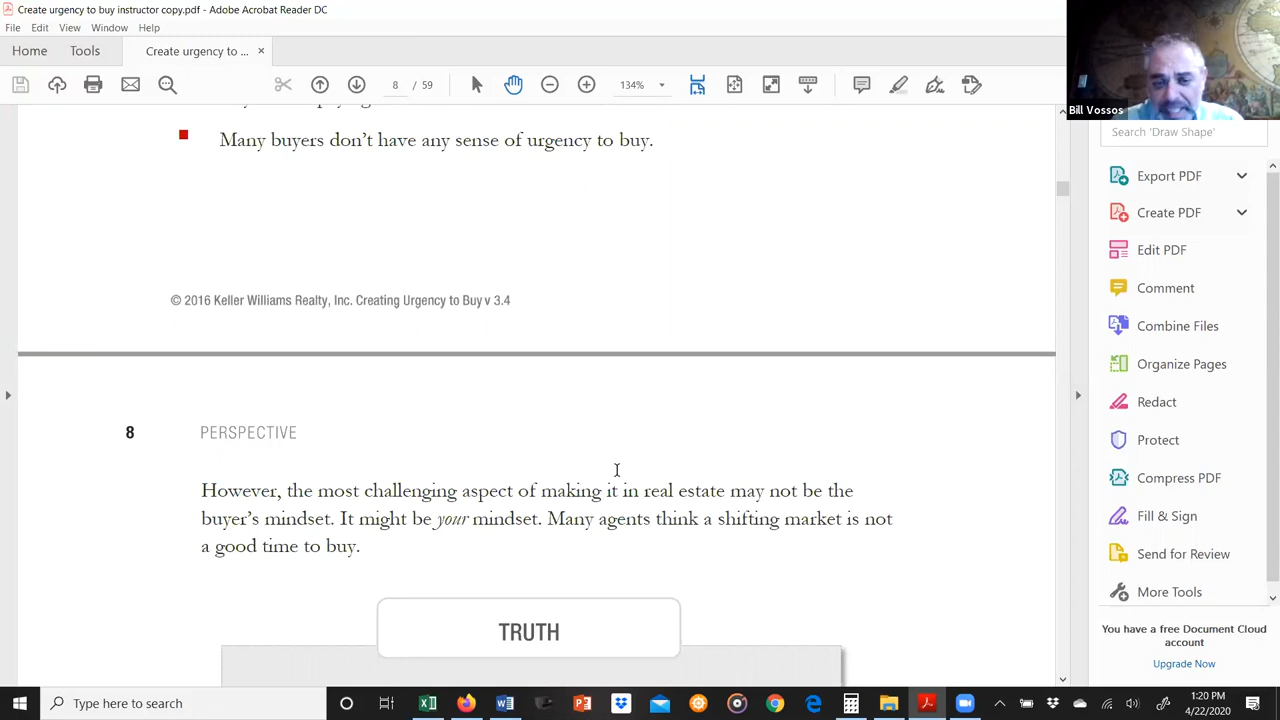 Create urgency to buy instructor copy.pdf - Adobe Acrobat Reader DC
File Edit View Window Help
Home Tools Create urgency to ... ×
8 / 59 134%
Bill Vossos
Many buyers don't have any sense of urgency to buy.
© 2016 Keller Williams Realty, Inc. Creating Urgency to Buy v 3.4
8 PERSPECTIVE
However, the most challenging aspect of making it in real estate may not be the
buyer's mindset. It might be your mindset. Many agents think a shifting market is not
a good time to buy.
TRUTH
Search 'Draw Shape'
Export PDF
Create PDF
Edit PDF
Comment
Combine Files
Organize Pages
Redact
Protect
Compress PDF
Fill & Sign
Send for Review
More Tools
You have a free Document Cloud
account
Upgrade Now
Type here to search
1:20 PM
4/22/2020